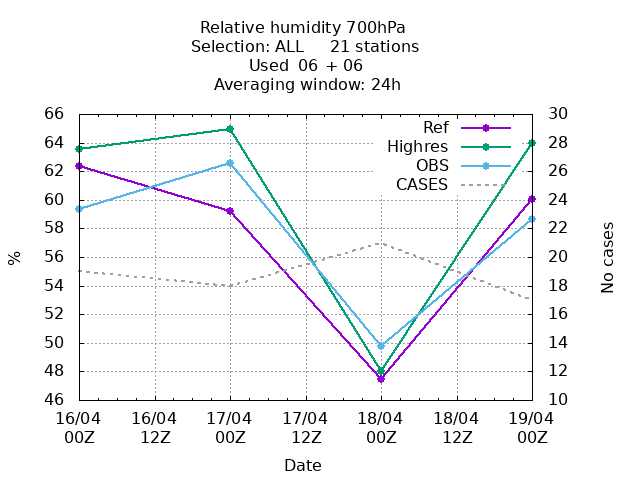 Relative humidity 700hPa
Selection: ALL 21 stations
Used 06 + 06
Averaging window: 24h
66 30
64 28
62 26
60 24
58 22
56 20
54 18
52 16
50 14
48 12
46 10
Ref
Highres
OBS
CASES
%
No cases
16/04 16/04 17/04 17/04 18/04 18/04 19/04
00Z 12Z 00Z 12Z 00Z 12Z 00Z
Date